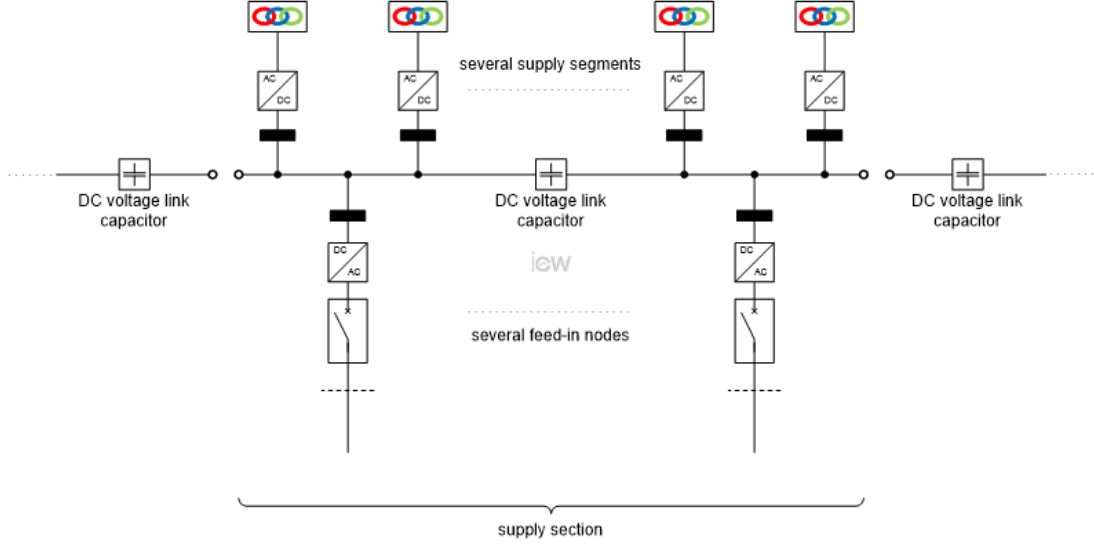 AC
DC
AC
DC
several supply segments
AC
DC
AC
DC
DC voltage link
capacitor
DC voltage link
capacitor
DC voltage link
capacitor
DC
AC
iew
DC
AC
several feed-in nodes
supply section